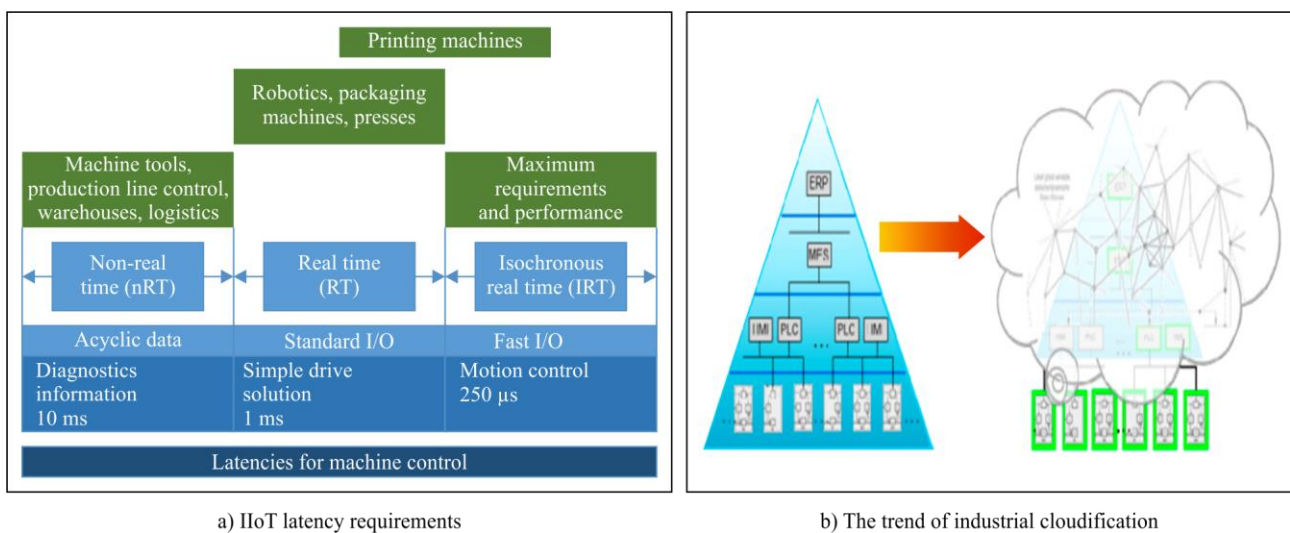 Printing machines
Robotics, packaging
machines, presses
Machine tools,
production line control,
warehouses, logistics
Maximum
requirements
and performance
Non-real
time (nRT)
Real time
(RT)
Isochronous
real time (IRT)
Acyclic data
Standard I/O
Fast I/O
Diagnostics
information
10 ms
Simple drive
solution
1 ms
Motion control
250 µs
Latencies for machine control
a) IIoT latency requirements
ERP
MES
PLC
PLC
IM
b) The trend of industrial cloudification